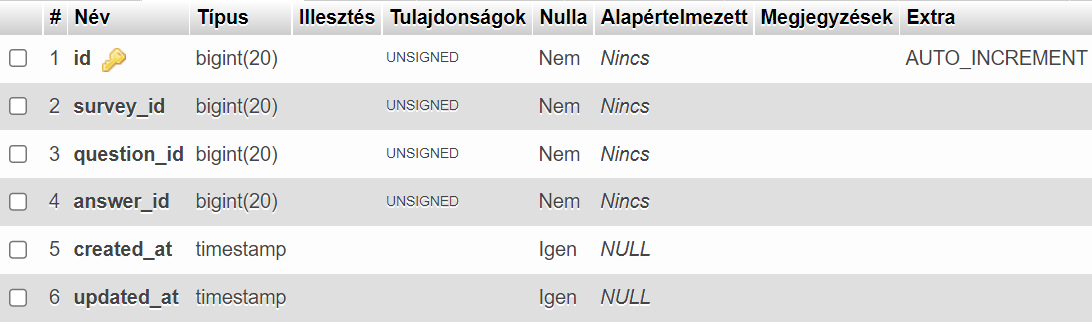 # Név Típus Illesztés Tulajdonságok Nulla Alapértelmezett Megjegyzések Extra
1 id bigint(20) UNSIGNED Nem Nincs AUTO_INCREMENT
2 survey_id bigint(20) UNSIGNED Nem Nincs
3 question_id bigint(20) UNSIGNED Nem Nincs
4 answer_id bigint(20) UNSIGNED Nem Nincs
5 created_at timestamp Igen NULL
6 updated_at timestamp Igen NULL